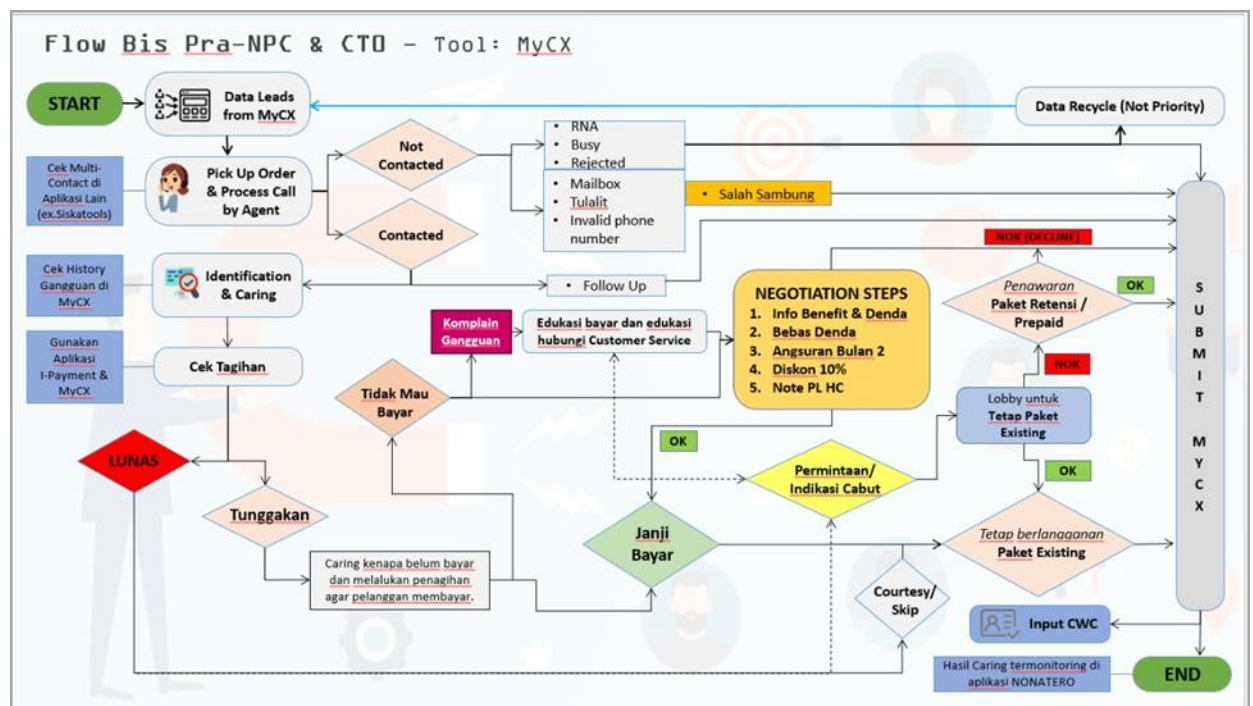 Flow Bis Pra-NPC & CTO - Tool: MyCX
START
Data Leads
from MyCX
Data Recycle (Not Priority)
Cek Multi-
Contact di
Aplikasi Lain
(ex.Siskatools)
Pick Up Order
& Process Call
by Agent
Not
Contacted
Contacted
• RNA
• Busy
• Rejected
• Mailbox
• Tulalit
• Invalid phone
number
• Salah Sambung
Cek History
Gangguan di
MyCX
Identification
& Caring
• Follow Up
NOK (DECLINE)
Penawaran
Paket Retensi /
Prepaid
OK
Gunakan
Aplikasi
I-Payment &
MyCX
Cek Tagihan
Komplain
Gangguan
Edukasi bayar dan edukasi
hubungi Customer Service
NEGOTIATION STEPS
1. Info Benefit & Denda
2. Bebas Denda
3. Angsuran Bulan 2
4. Diskon 10%
5. Note PL HC
NOK
Tidak Mau
Bayar
Lobby untuk
Tetap Paket
Existing
OK
OK
LUNAS
Tunggakan
Permintaan/
Indikasi Cabut
Janji
Bayar
Tetap berlangganan
Paket Existing
Caring kenapa belum bayar
dan melalukan penagihan
agar pelanggan membayar.
Courtesy/
Skip
S
U
B
M
I
T
M
Y
C
X
Input CWC
Hasil Caring termonitoring di
aplikasi NONATERO
END